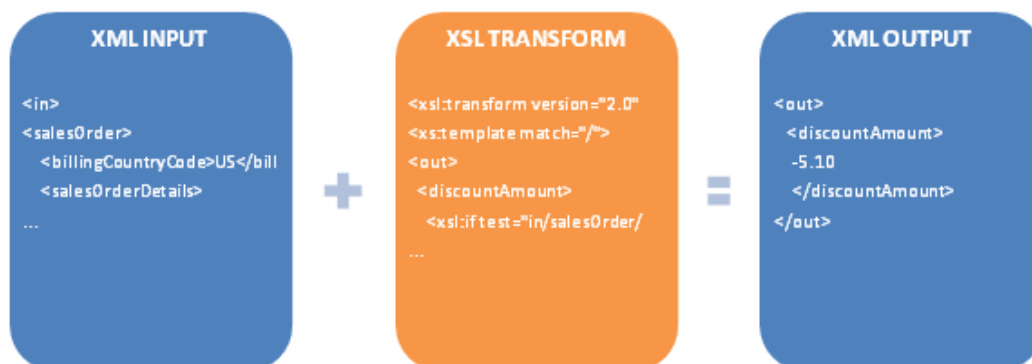 XML INPUT
<in>
<salesOrder>
<billingCountryCode>US</bill
<salesOrderDetails>
...
+
XSL TRANSFORM
<xsl:transform version="2.0"
<xs:template match="/">
<out>
<discountAmount>
<xsl:if test="in/salesOrder/
...
=
XML OUTPUT
<out>
<discountAmount>
-5.10
</discountAmount>
</out>